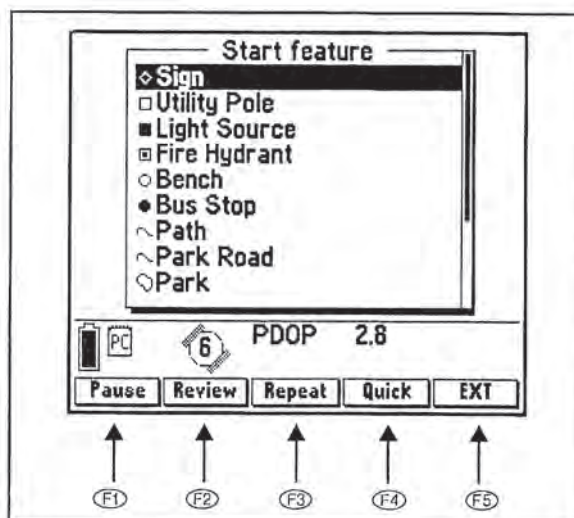 Start feature
Sign
Utility Pole
Light Source
Fire Hydrant
Bench
Bus Stop
Path
Park Road
Park
PC 6 PDOP 2.8
Pause Review Repeat Quick EXT
F1 F2 F3 F4 F5